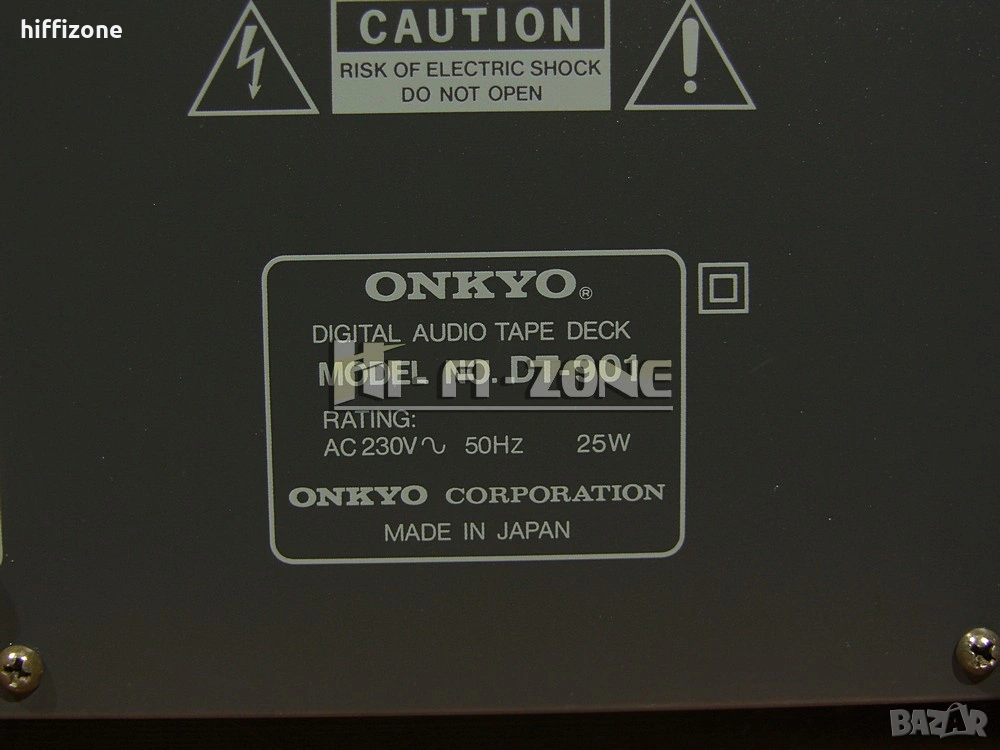 hiffizone
CAUTION
RISK OF ELECTRIC SHOCK
DO NOT OPEN
ONKYO®
DIGITAL AUDIO TAPE DECK
MODEL NO. DT-901
Hi-Fi-ZONE
RATING:
AC 230V∿ 50Hz 25W
ONKYO CORPORATION
MADE IN JAPAN
BAZAR